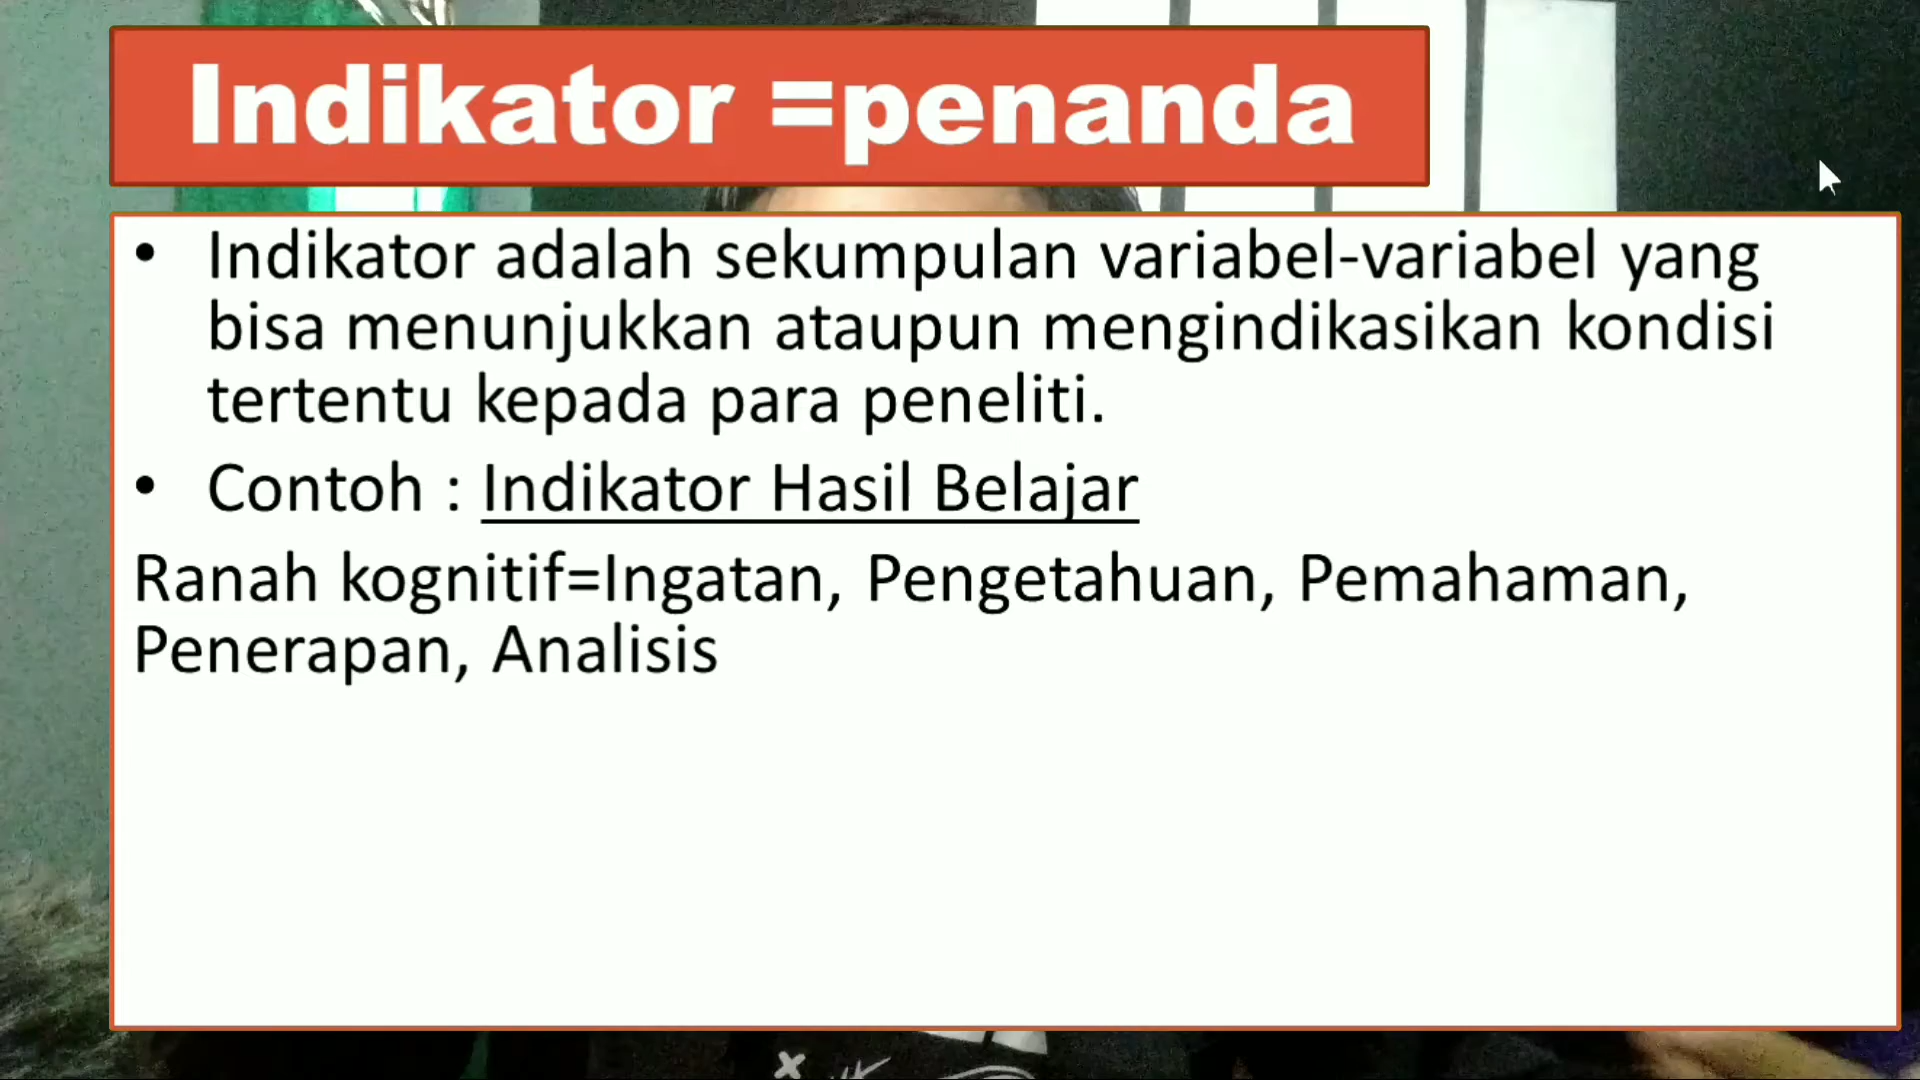 Indikator =penanda
• Indikator adalah sekumpulan variabel-variabel yang
bisa menunjukkan ataupun mengindikasikan kondisi
tertentu kepada para peneliti.
• Contoh : Indikator Hasil Belajar
Ranah kognitif=Ingatan, Pengetahuan, Pemahaman,
Penerapan, Analisis